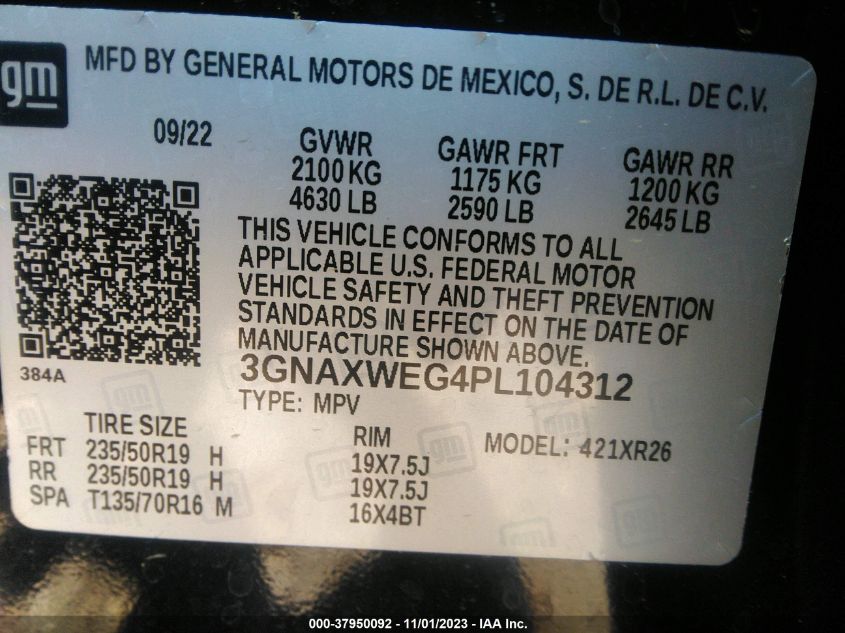 gm
MFD BY GENERAL MOTORS DE MEXICO, S. DE R.L. DE C.V.
09/22
GVWR GAWR FRT GAWR RR
2100 KG 1175 KG 1200 KG
4630 LB 2590 LB 2645 LB
THIS VEHICLE CONFORMS TO ALL
APPLICABLE U.S. FEDERAL MOTOR
VEHICLE SAFETY AND THEFT PREVENTION
STANDARDS IN EFFECT ON THE DATE OF
MANUFACTURE SHOWN ABOVE.
384A
3GNAXWEG4PL104312
TYPE: MPV
TIRE SIZE RIM MODEL: 421XR26
FRT 235/50R19 H 19X7.5J
RR 235/50R19 H 19X7.5J
SPA T135/70R16 M 16X4BT
000-37950092 - 11/01/2023 - IAA Inc.